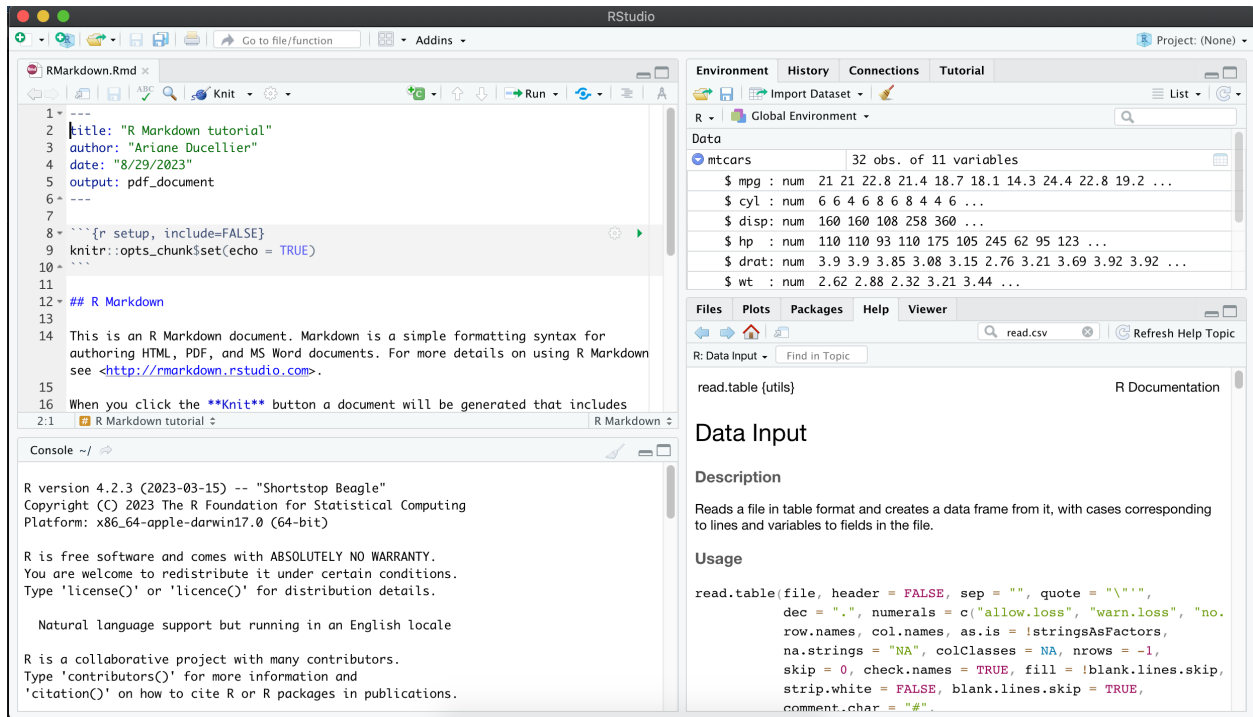 RStudio
Go to file/function
Addins
Project: (None)
RMarkdown.Rmd
ABC
Knit
Run
1 ---
2 title: "R Markdown tutorial"
3 author: "Ariane Ducellier"
4 date: "8/29/2023"
5 output: pdf_document
6 ---
7
8 ```{r setup, include=FALSE}
9 knitr::opts_chunk$set(echo = TRUE)
10 ```
11
12 ## R Markdown
13
14 This is an R Markdown document. Markdown is a simple formatting syntax for
authoring HTML, PDF, and MS Word documents. For more details on using R Markdown
see <http://rmarkdown.rstudio.com>.
15
16 When you click the **Knit** button a document will be generated that includes
2:1 # R Markdown tutorial R Markdown
Console ~/
R version 4.2.3 (2023-03-15) -- "Shortstop Beagle"
Copyright (C) 2023 The R Foundation for Statistical Computing
Platform: x86_64-apple-darwin17.0 (64-bit)
R is free software and comes with ABSOLUTELY NO WARRANTY.
You are welcome to redistribute it under certain conditions.
Type 'license()' or 'licence()' for distribution details.
Natural language support but running in an English locale
R is a collaborative project with many contributors.
Type 'contributors()' for more information and
'citation()' on how to cite R or R packages in publications.
Environment History Connections Tutorial
Import Dataset List
R Global Environment
Data
mtcars 32 obs. of 11 variables
$ mpg : num 21 21 22.8 21.4 18.7 18.1 14.3 24.4 22.8 19.2 ...
$ cyl : num 6 6 4 6 8 6 8 4 4 6 ...
$ disp: num 160 160 108 258 360 ...
$ hp : num 110 110 93 110 175 105 245 62 95 123 ...
$ drat: num 3.9 3.9 3.85 3.08 3.15 2.76 3.21 3.69 3.92 3.92 ...
$ wt : num 2.62 2.88 2.32 3.21 3.44 ...
Files Plots Packages Help Viewer
read.csv Refresh Help Topic
R: Data Input Find in Topic
read.table {utils} R Documentation
Data Input
Description
Reads a file in table format and creates a data frame from it, with cases corresponding
to lines and variables to fields in the file.
Usage
read.table(file, header = FALSE, sep = "", quote = "\"'",
dec = ".", numerals = c("allow.loss", "warn.loss", "no.
row.names, col.names, as.is = !stringsAsFactors,
na.strings = "NA", colClasses = NA, nrows = -1,
skip = 0, check.names = TRUE, fill = !blank.lines.skip,
strip.white = FALSE, blank.lines.skip = TRUE,
comment.char = "#",